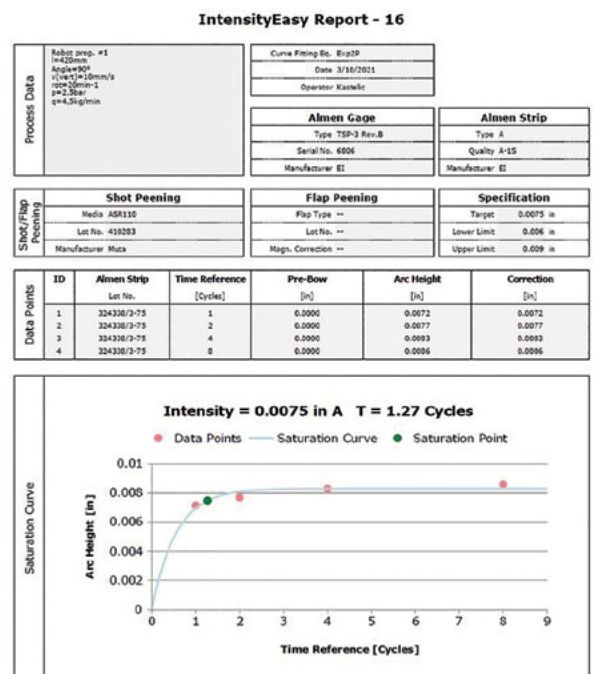 IntensityEasy Report - 16
Process Data
Robot prog. #1
l=420mm
Angle=90°
v(vert)=10mm/s
rot=20min-1
p=2,5bar
q=4,5kg/min
Curve Fitting Eq. Exp2P
Date 3/10/2021
Operator Kastelic
Almen Gage
Type TSP-3 Rev.B
Serial No. 6806
Manufacturer EI
Almen Strip
Type A
Quality A-1S
Manufacturer EI
Shot/Flap Peening
Shot Peening
Media ASR110
Lot No. 410283
Manufacturer Muta
Flap Peening
Flap Type --
Lot No. --
Magn. Correction --
Specification
Target 0.0075 in
Lower Limit 0.006 in
Upper Limit 0.009 in
Data Points
ID Almen Strip Time Reference Pre-Bow Arc Height Correction
Lot No. [Cycles] [in] [in] [in]
1 324338/3-75 1 0.0000 0.0072 0.0072
2 324338/3-75 2 0.0000 0.0077 0.0077
3 324338/3-75 4 0.0000 0.0083 0.0083
4 324338/3-75 8 0.0000 0.0086 0.0086
Saturation Curve
Intensity = 0.0075 in A T = 1.27 Cycles
Data Points Saturation Curve Saturation Point
Arc Height [in]
0.01
0.008
0.006
0.004
0.002
0
0 1 2 3 4 5 6 7 8 9
Time Reference [Cycles]